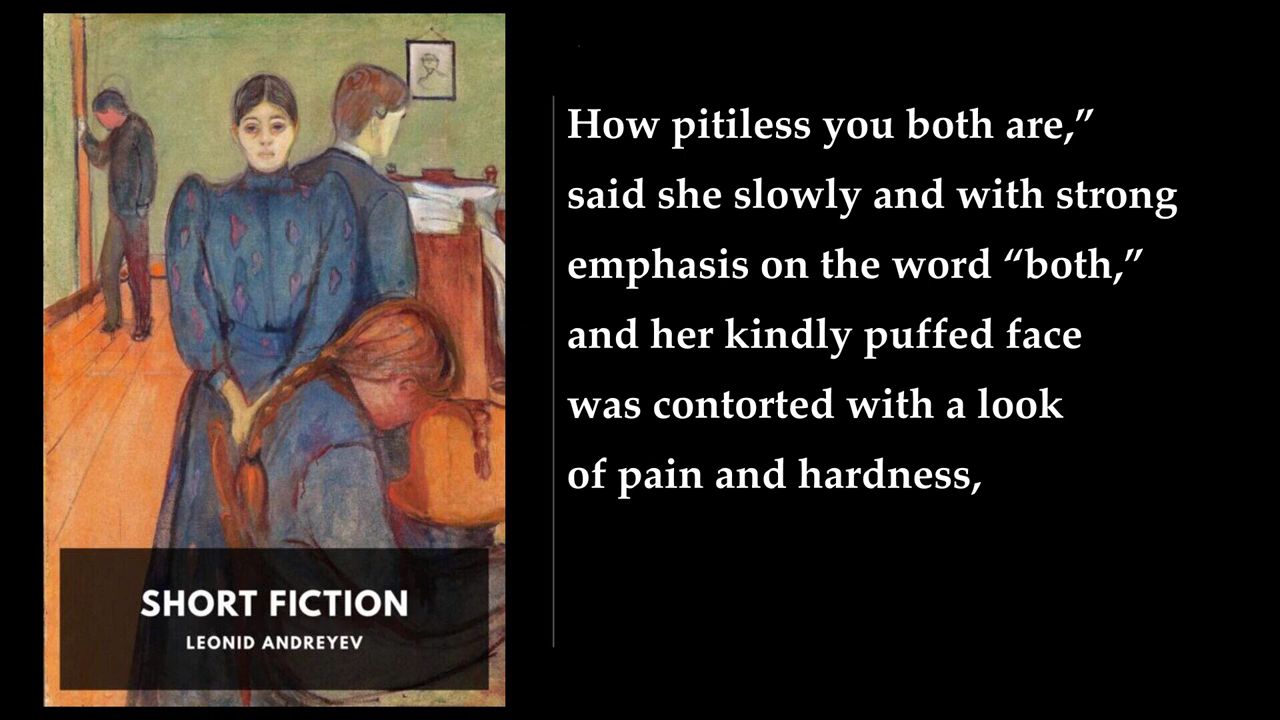 How pitiless you both are,”
said she slowly and with strong
emphasis on the word “both,”
and her kindly puffed face
was contorted with a look
of pain and hardness,
SHORT FICTION
LEONID ANDREYEV